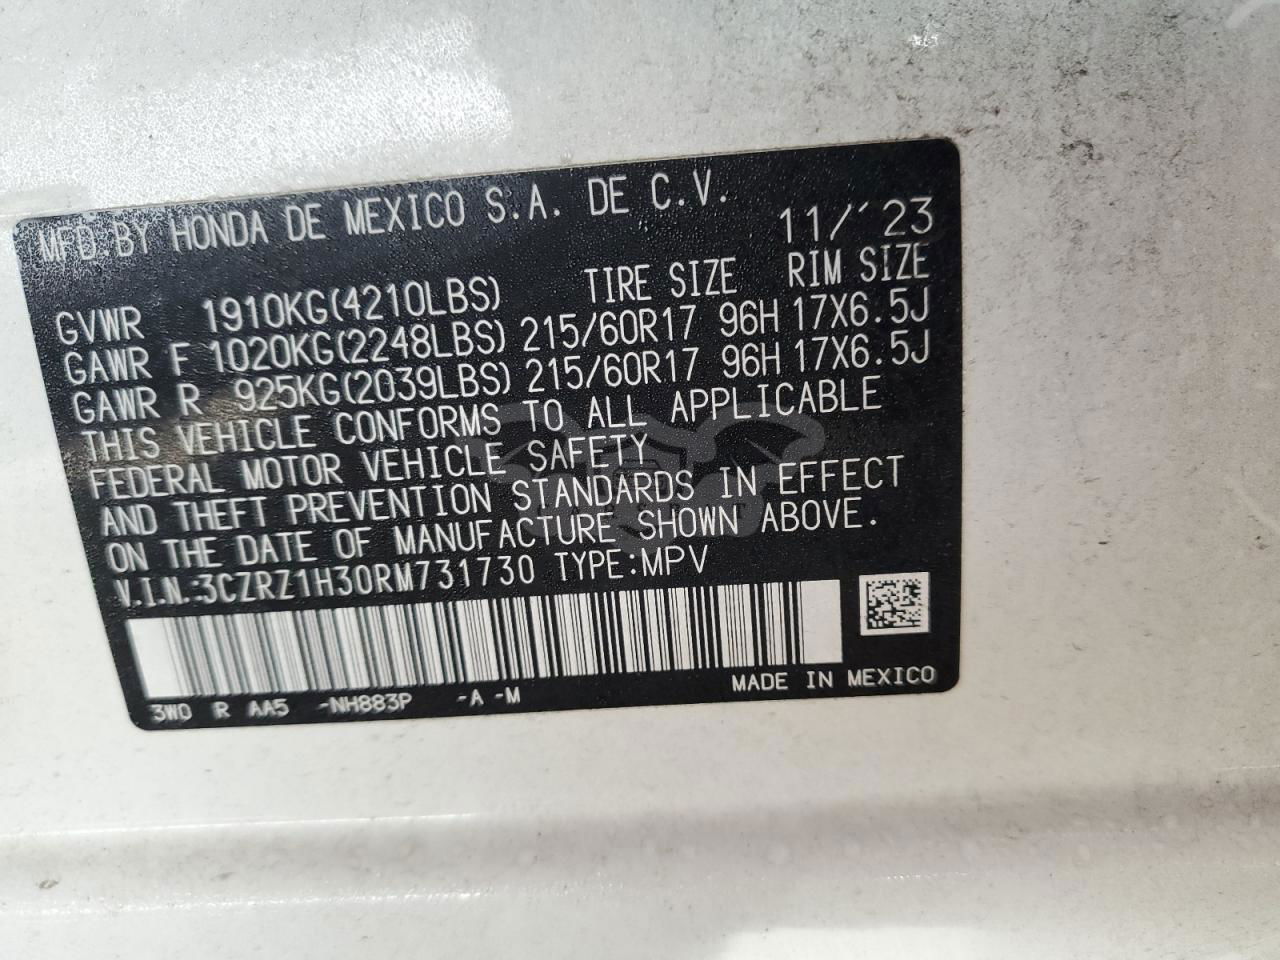 MFD.BY HONDA DE MEXICO S.A. DE C.V. 11/´23
TIRE SIZE RIM SIZE
GVWR 1910KG(4210LBS)
GAWR F 1020KG(2248LBS) 215/60R17 96H 17X6.5J
GAWR R 925KG(2039LBS) 215/60R17 96H 17X6.5J
THIS VEHICLE CONFORMS TO ALL APPLICABLE
FEDERAL MOTOR VEHICLE SAFETY
AND THEFT PREVENTION STANDARDS IN EFFECT
ON THE DATE OF MANUFACTURE SHOWN ABOVE.
V.I.N.:3CZRZ1H30RM731730 TYPE:MPV
3W0 R AA5 -NH883P -A -M
MADE IN MEXICO